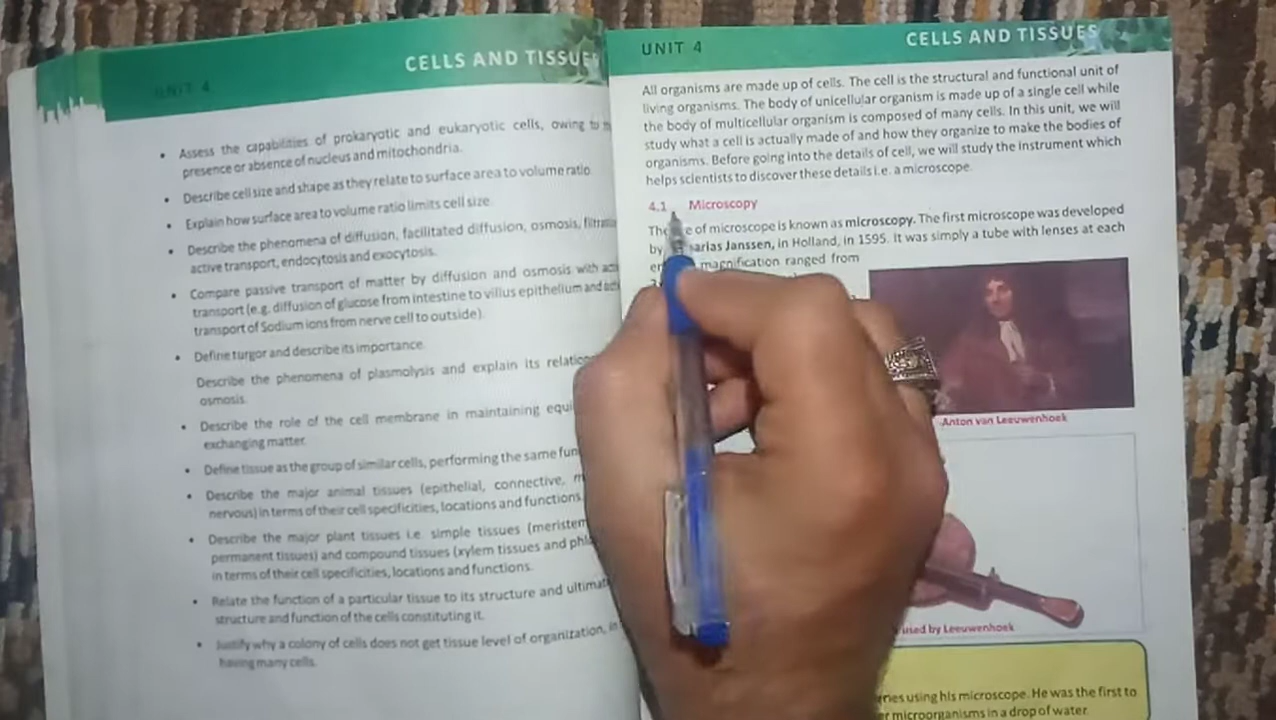 UNIT 4
CELLS AND TISSUES
Assess the capabilities of prokaryotic and eukaryotic cells, owing to
presence or absence of nucleus and mitochondria.
Describe cell size and shape as they relate to surface area to volume ratio
Explain how surface area to volume ratio limits cell size.
Describe the phenomena of diffusion, facilitated diffusion, osmosis,
active transport, endocytosis and exocytosis.
Compare passive transport of matter by diffusion and osmosis with
transport (e.g. diffusion of glucose from intestine to villus epithelium and
transport of Sodium ions from nerve cell to outside).
Define turgor and describe its importance.
Describe the phenomena of plasmolysis and explain its
osmosis.
Describe the role of the cell membrane in maintaining
exchanging matter.
Define tissue as the group of similar cells, performing the same
Describe the major animal tissues (epithelial, connective,
nervous) in terms of their cell specificities, locations and functions
Describe the major plant tissues i.e. simple tissues
permanent tissues) and compound tissues (xylem tissues and
in terms of their cell specificities, locations and functions.
Relate the function of a particular tissue to its structure and
structure and function of the cells constituting it.
Justify why a colony of cells does not get tissue level of organization,
having many cells.
UNIT 4
CELLS AND TISSUES
All organisms are made up of cells. The cell is the structural and functional unit of
living organisms. The body of unicellular organism is made up of a single cell while
the body of multicellular organism is composed of many cells. In this unit, we will
study what a cell is actually made of and how they organize to make the bodies of
organisms. Before going into the details of cell, we will study the instrument which
helps scientists to discover these details i.e. a microscope.
4.1 Microscopy
of microscope is known as microscopy. The first microscope was developed
by Janssen, in Holland, in 1595. It was simply a tube with lenses at each
magnification ranged from
Anton van Leeuwenhoek
used by Leeuwenhoek
using his microscope. He was the first to
microorganisms in a drop of water.